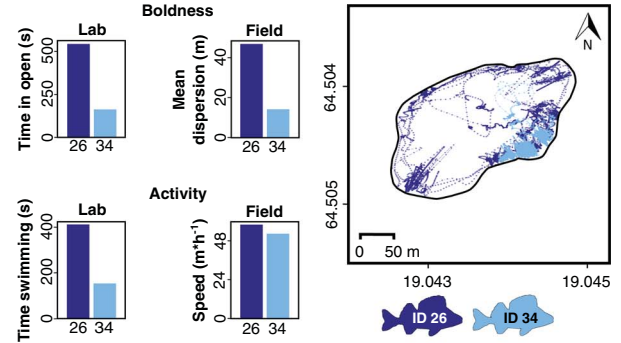 Boldness
Lab
Time in open (s)
0
250
500
26 34
Field
Mean
dispersion (m)
0
20
40
26 34
Activity
Lab
Time swimming (s)
0
200
400
26 34
Field
Speed (m*h-1)
0
24
48
26 34
N
64.504
64.505
0 50 m
19.043 19.045
ID 26 ID 34